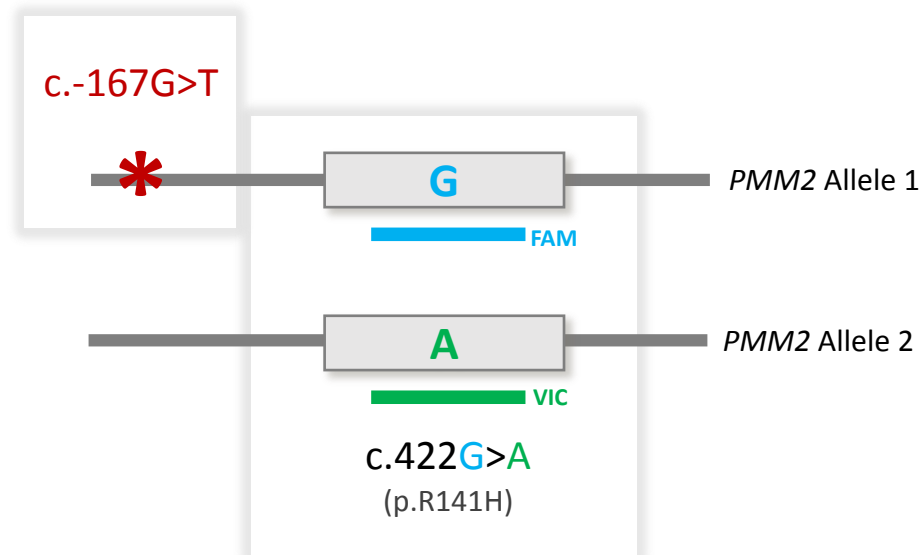 c.-167G>T
*
G
PMM2 Allele 1
FAM
A
PMM2 Allele 2
VIC
c.422G>A
(p.R141H)